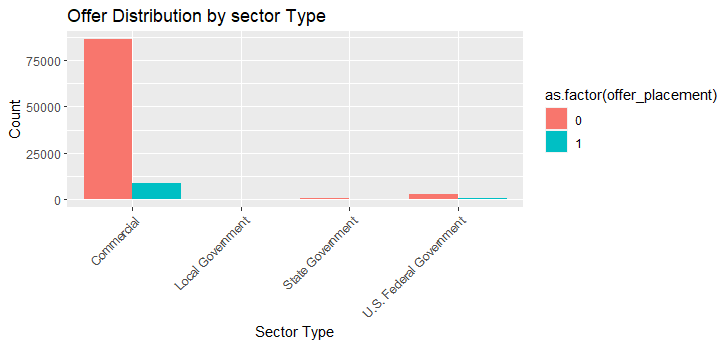 Offer Distribution by sector Type
75000
50000
25000
0
Count
Commercial
Local Government
State Government
U.S. Federal Government
Sector Type
as.factor(offer_placement)
0
1